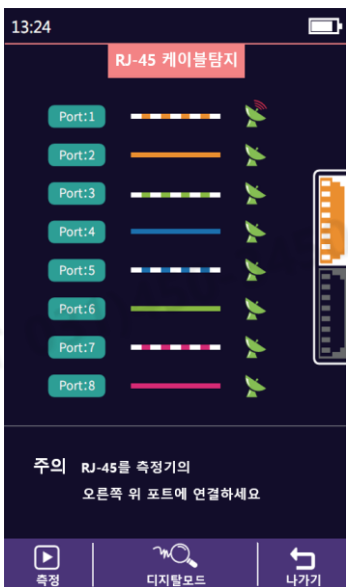 13:24
RJ-45 케이블탐지
Port:1
Port:2
Port:3
Port:4
Port:5
Port:6
Port:7
Port:8
주의 RJ-45를 측정기의
오른쪽 위 포트에 연결하세요
측정 디지탈모드 나가기